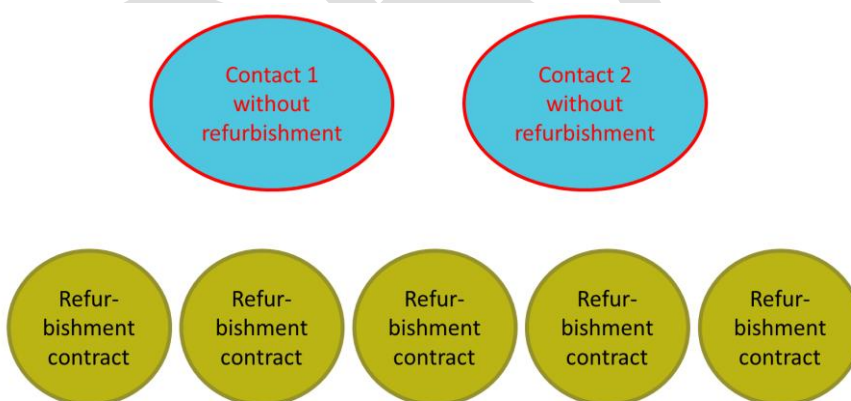 Contact 1
without
refurbishment
Contact 2
without
refurbishment
Refur-
bishment
contract
Refur-
bishment
contract
Refur-
bishment
contract
Refur-
bishment
contract
Refur-
bishment
contract